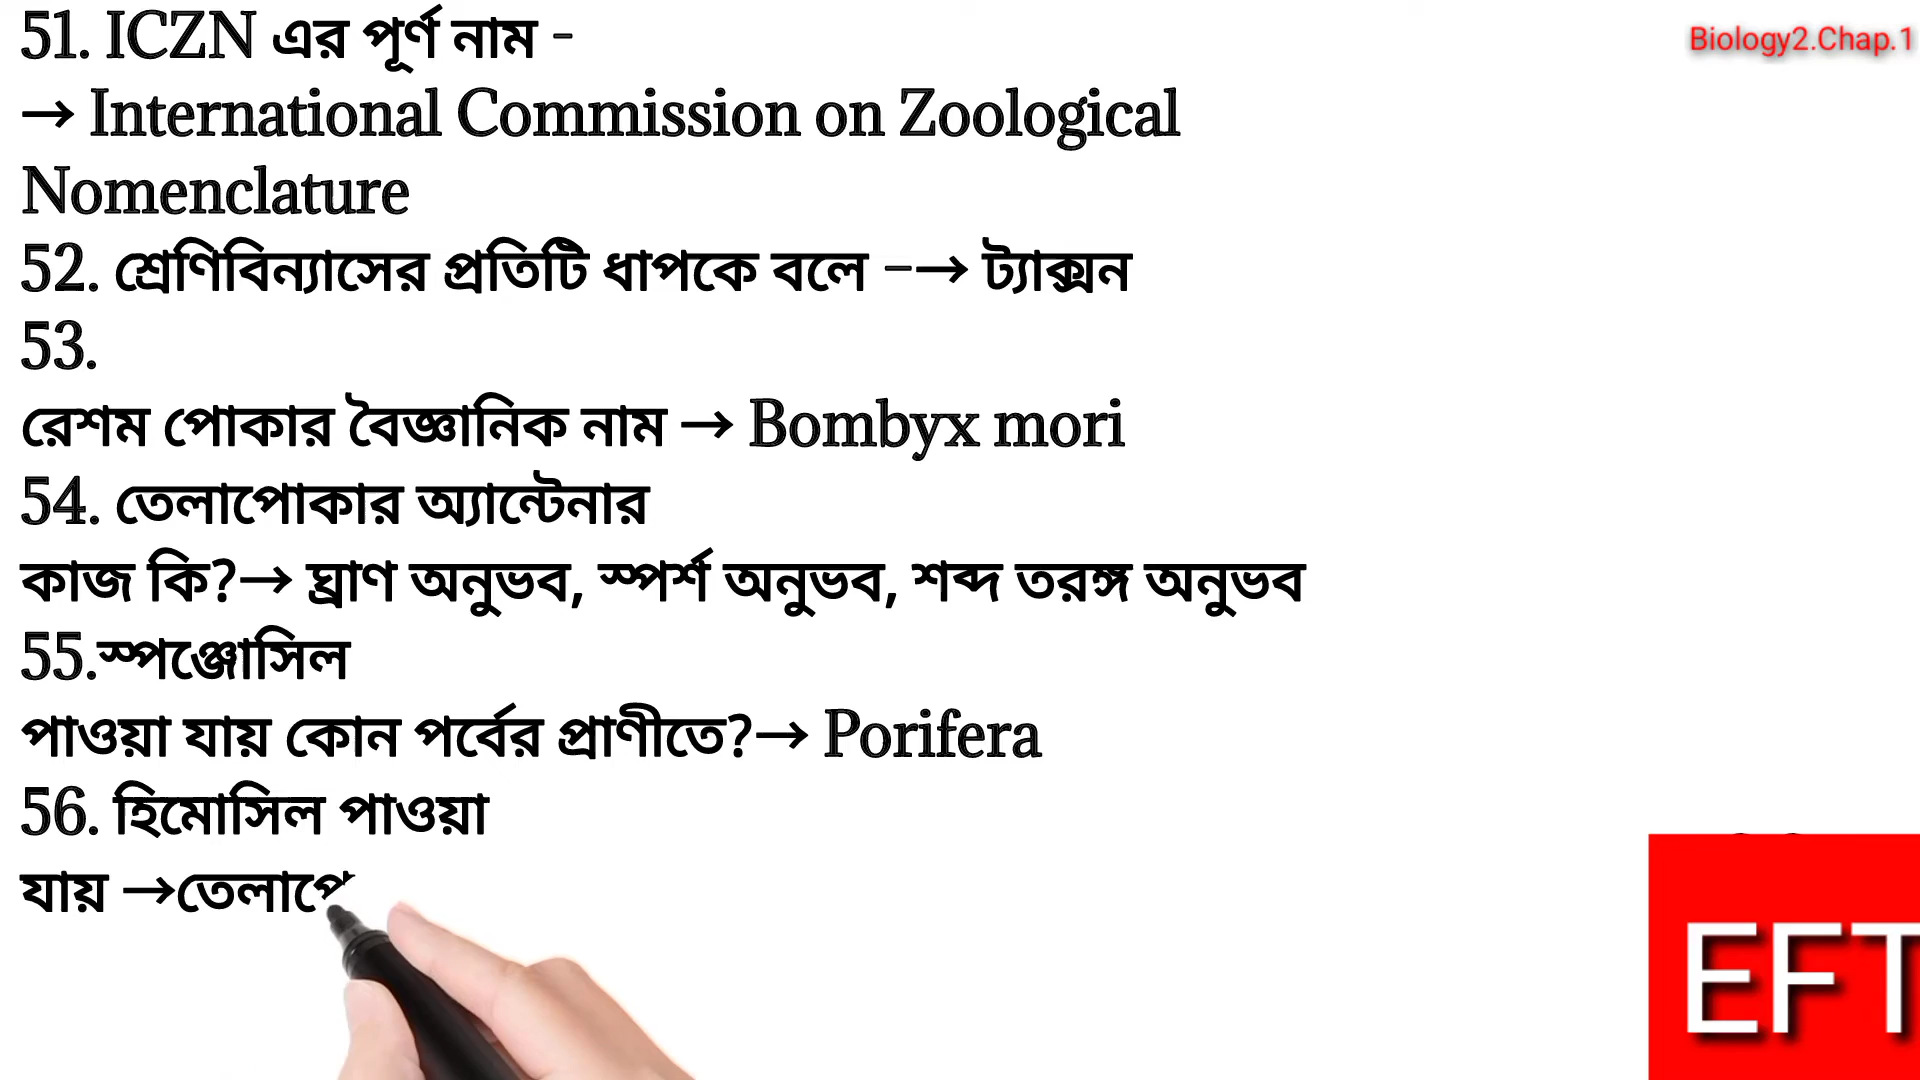 51. ICZN এর পূর্ণ নাম -
Biology2.Chap.1
→ International Commission on Zoological
Nomenclature
52. শ্রেণিবিন্যাসের প্রতিটি ধাপকে বলে –→ ট্যাক্সন
53.
রেশম পোকার বৈজ্ঞানিক নাম → Bombyx mori
54. তেলাপোকার অ্যান্টেনার
কাজ কি?→ ঘ্রাণ অনুভব, স্পর্শ অনুভব, শব্দ তরঙ্গ অনুভব
55.স্পঞ্জোসিল
পাওয়া যায় কোন পর্বের প্রাণীতে?→ Porifera
56. হিমোসিল পাওয়া
যায় →
EFT